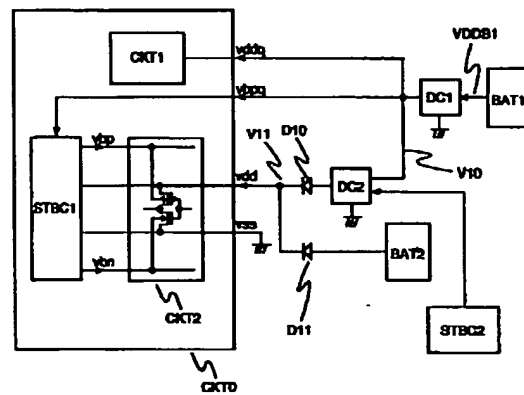 CKT1
vddq
VDDB1
vbpq
DC1
BAT1
vbp
V11
D10
V10
STBC1
vdd
DC2
vss
BAT2
vbn
CKT2
D11
STBC2
CKT0